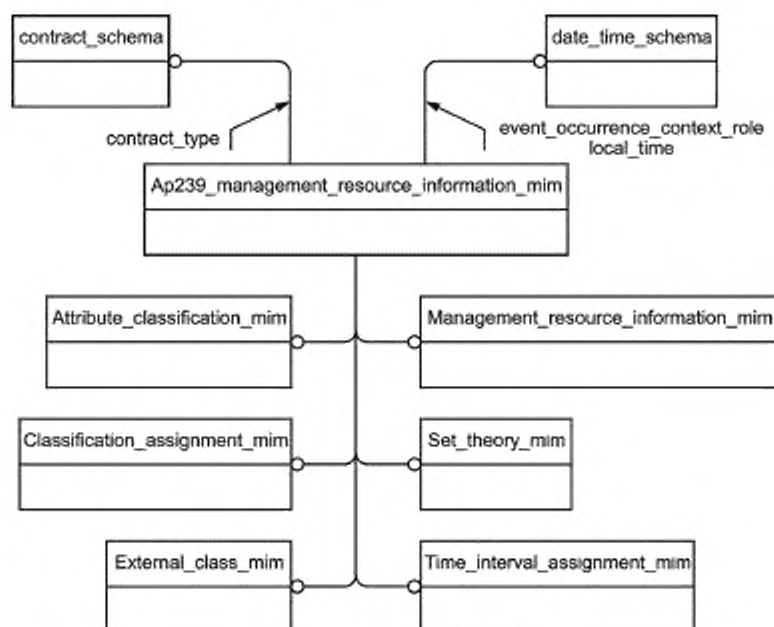 contract_schema
date_time_schema
contract_type
event_occurrence_context_role
local_time
Ap239_management_resource_information_mim
Attribute_classification_mim
Management_resource_information_mim
Classification_assignment_mim
Set_theory_mim
External_class_mim
Time_interval_assignment_mim